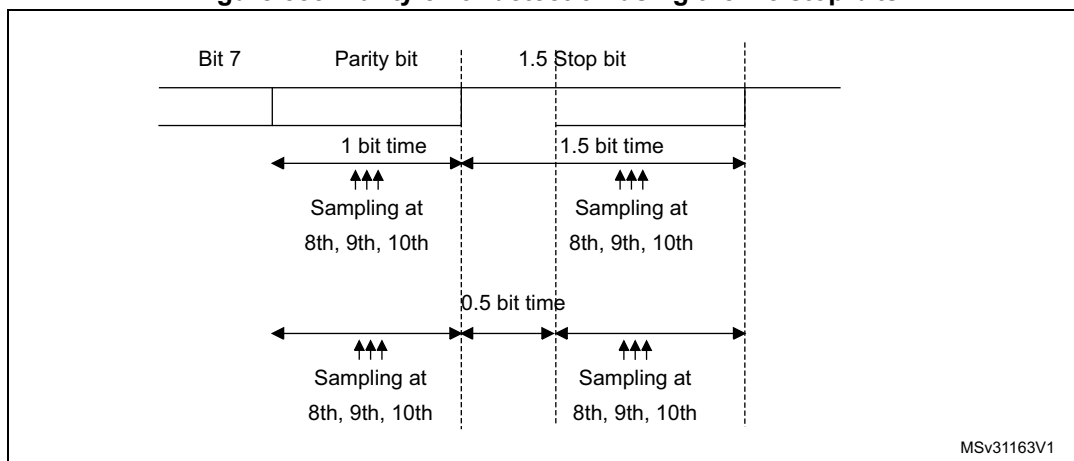 Bit 7 Parity bit 1.5 Stop bit
1 bit time 1.5 bit time
Sampling at Sampling at
8th, 9th, 10th 8th, 9th, 10th
0.5 bit time
Sampling at Sampling at
8th, 9th, 10th 8th, 9th, 10th
MSv31163V1